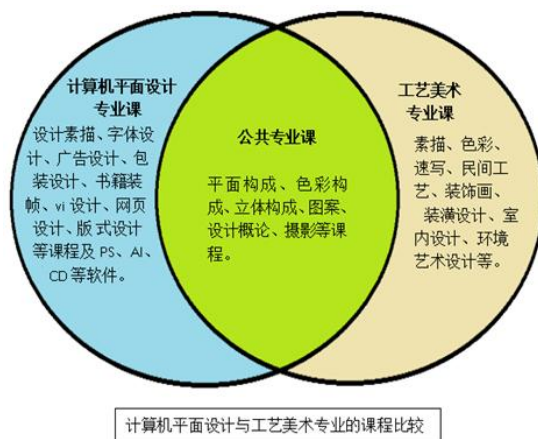 计算机平面设计
专业课
设计素描、字体设
计、广告设计、包
装设计、书籍装
帧、vi 设计、网页
设计、版式设计
等课程及 PS、AI、
CD 等软件。
公共专业课
平面构成、色彩构
成、立体构成、图案、
设计概论、摄影等课
程。
工艺美术
专业课
素描、色彩、
速写、民间工
艺、装饰画、
装潢设计、室
内设计、环境
艺术设计等。
计算机平面设计与工艺美术专业的课程比较